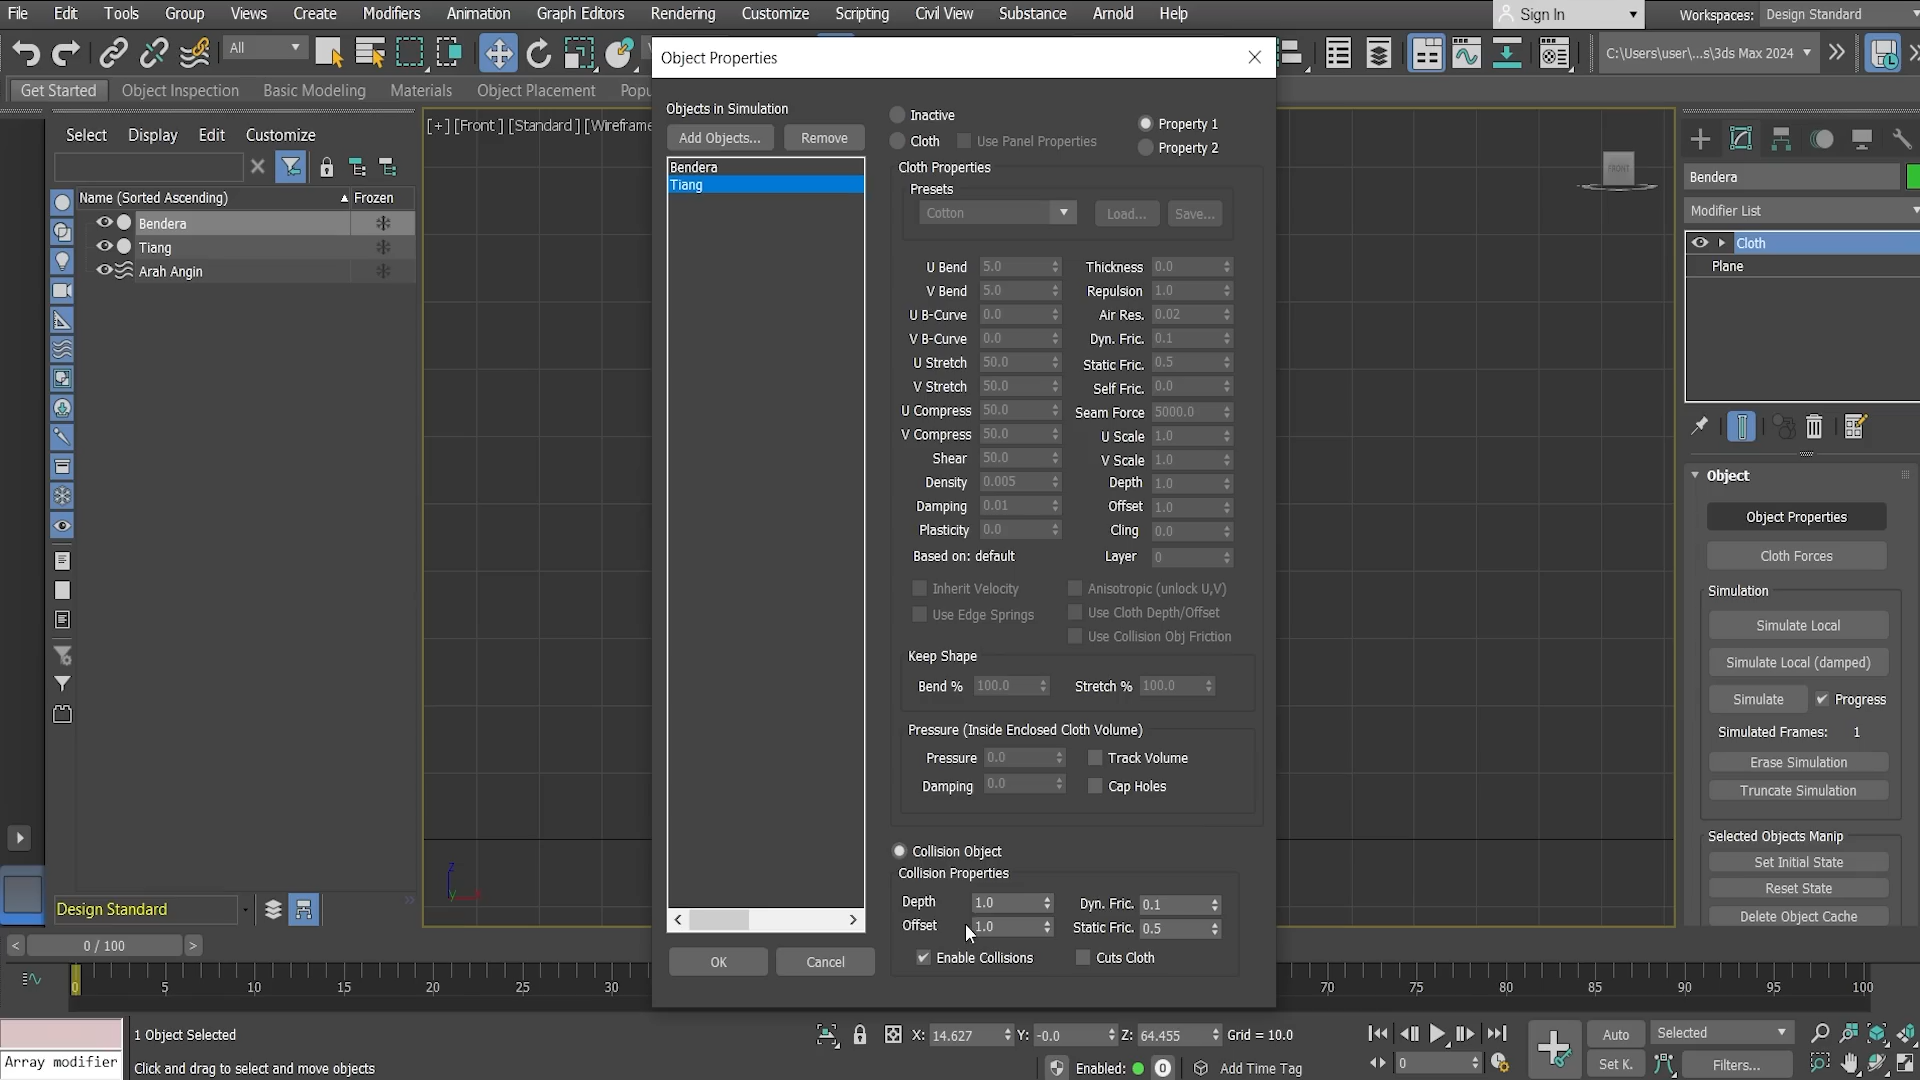 File Edit Tools Group Views Create Modifiers Animation Graph Editors Rendering Customize Scripting Civil View Substance Arnold Help Sign In Workspaces: Design Standard
All C:\Users\user\...s\3ds Max 2024
Get Started Object Inspection Basic Modeling Materials Object Placement Popu
Select Display Edit Customize
Name (Sorted Ascending) Frozen
Bendera
Tiang
Arah Angin
Design Standard
[+] [Front ] [Standard ] [Wireframe
Object Properties
Objects in Simulation
Add Objects... Remove
Bendera
Tiang
OK Cancel
Inactive
Cloth Use Panel Properties
Property 1
Property 2
Cloth Properties
Presets
Cotton Load... Save...
U Bend 5.0 Thickness 0.0
V Bend 5.0 Repulsion 1.0
U B-Curve 0.0 Air Res. 0.02
V B-Curve 0.0 Dyn. Fric. 0.1
U Stretch 50.0 Static Fric. 0.5
V Stretch 50.0 Self Fric. 0.0
U Compress 50.0 Seam Force 5000.0
V Compress 50.0 U Scale 1.0
Shear 50.0 V Scale 1.0
Density 0.005 Depth 1.0
Damping 0.01 Offset 1.0
Plasticity 0.0 Cling 0.0
Based on: default Layer 0
Inherit Velocity Anisotropic (unlock U,V)
Use Edge Springs Use Cloth Depth/Offset
Use Collision Obj Friction
Keep Shape
Bend % 100.0 Stretch % 100.0
Pressure (Inside Enclosed Cloth Volume)
Pressure 0.0 Track Volume
Damping 0.0 Cap Holes
Collision Object
Collision Properties
Depth 1.0 Dyn. Fric. 0.1
Offset 1.0 Static Fric. 0.5
Enable Collisions Cuts Cloth
FRONT
Bendera
Modifier List
Cloth
Plane
Object
Object Properties
Cloth Forces
Simulation
Simulate Local
Simulate Local (damped)
Simulate Progress
Simulated Frames: 1
Erase Simulation
Truncate Simulation
Selected Objects Manip
Set Initial State
Reset State
Delete Object Cache
z
y
x
< 0 / 100 >
0 5 10 15 20 25 30 70 75 80 85 90 95 100
1 Object Selected X: 14.627 Y: -0.0 Z: 64.455 Grid = 10.0 Auto Selected
Array modifier Click and drag to select and move objects Enabled: 0 Add Time Tag 0 Set K. Filters...